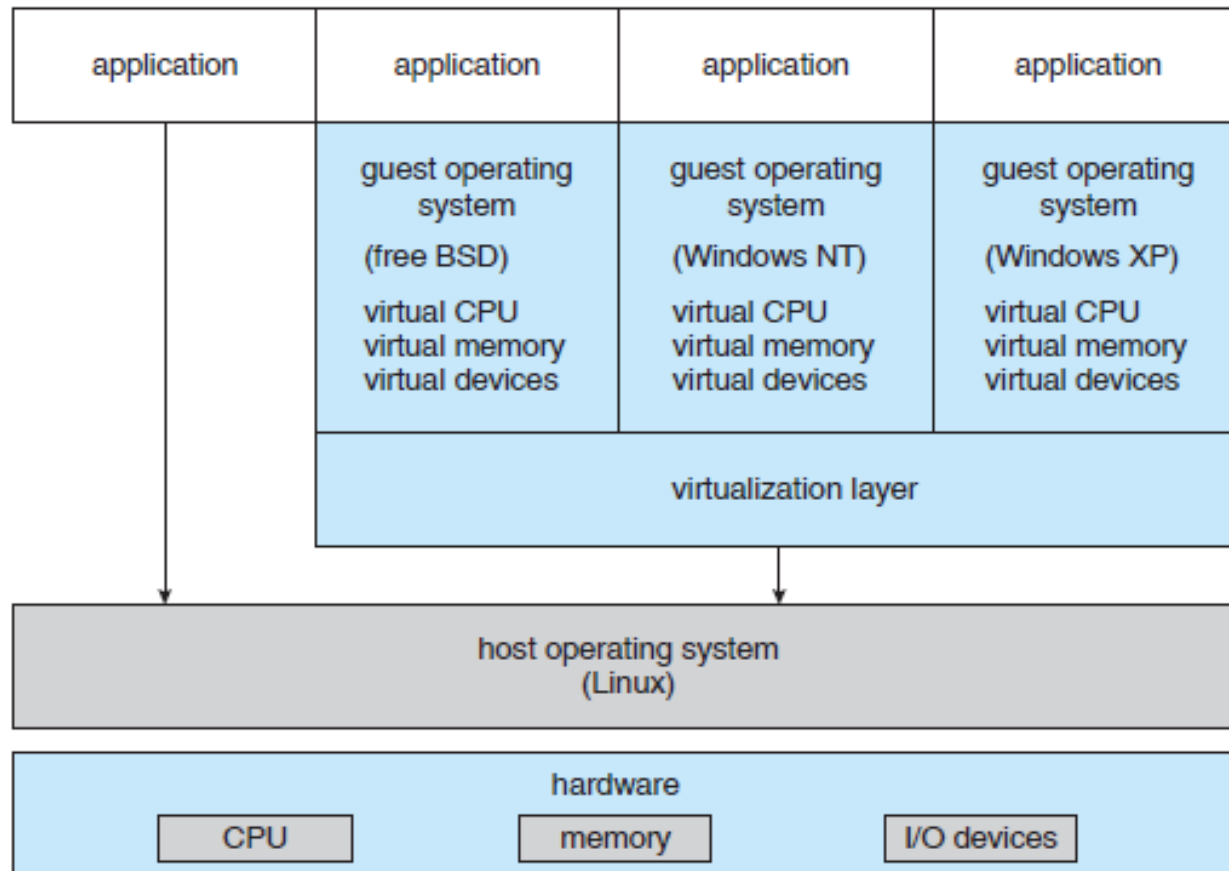 application
application
application
application
guest operating
system
(free BSD)
virtual CPU
virtual memory
virtual devices
guest operating
system
(Windows NT)
virtual CPU
virtual memory
virtual devices
guest operating
system
(Windows XP)
virtual CPU
virtual memory
virtual devices
virtualization layer
host operating system
(Linux)
hardware
CPU
memory
I/O devices